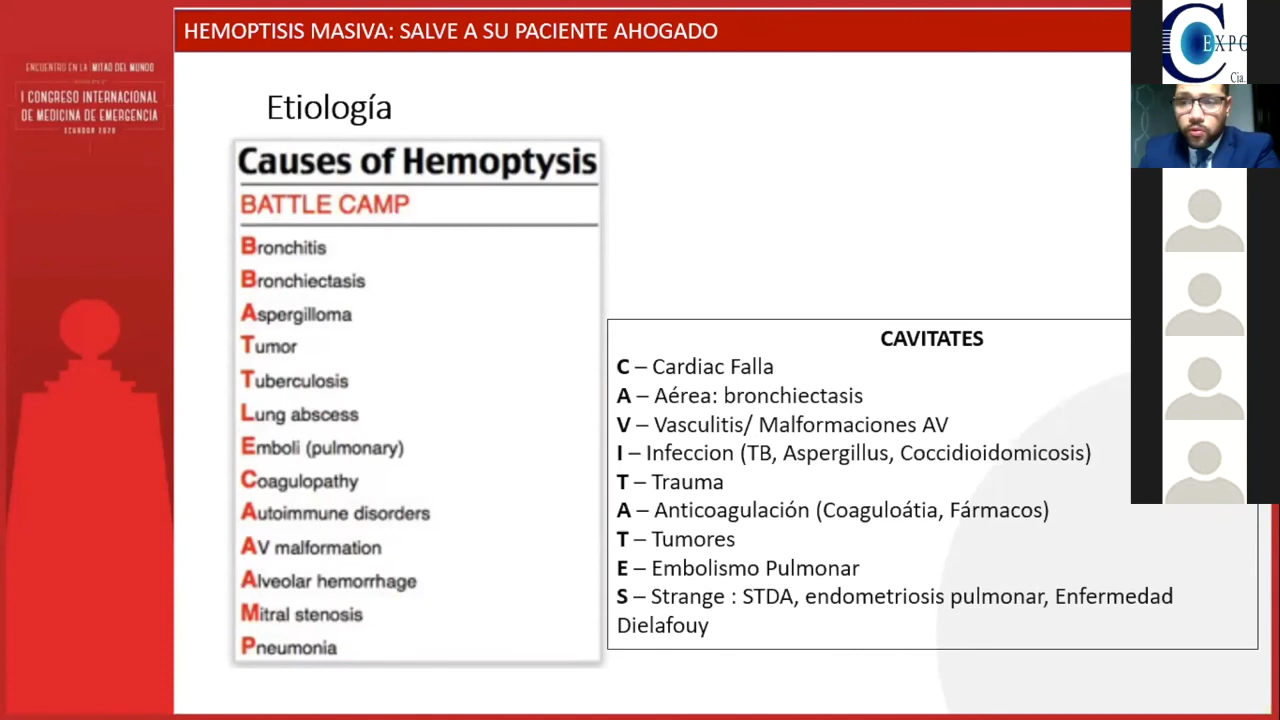 HEMOPTISIS MASIVA: SALVE A SU PACIENTE AHOGADO
ENCUENTRO EN LA MITAD DEL MUNDO
I CONGRESO INTERNACIONAL
DE MEDICINA DE EMERGENCIA
ECUADOR 2020
EXPO
Cia.
Etiología
Causes of Hemoptysis
BATTLE CAMP
Bronchitis
Bronchiectasis
Aspergilloma
Tumor
Tuberculosis
Lung abscess
Emboli (pulmonary)
Coagulopathy
Autoimmune disorders
AV malformation
Alveolar hemorrhage
Mitral stenosis
Pneumonia
CAVITATES
C – Cardiac Falla
A – Aérea: bronchiectasis
V – Vasculitis/ Malformaciones AV
I – Infeccion (TB, Aspergillus, Coccidioidomicosis)
T – Trauma
A – Anticoagulación (Coaguloátia, Fármacos)
T – Tumores
E – Embolismo Pulmonar
S – Strange : STDA, endometriosis pulmonar, Enfermedad
Dielafouy